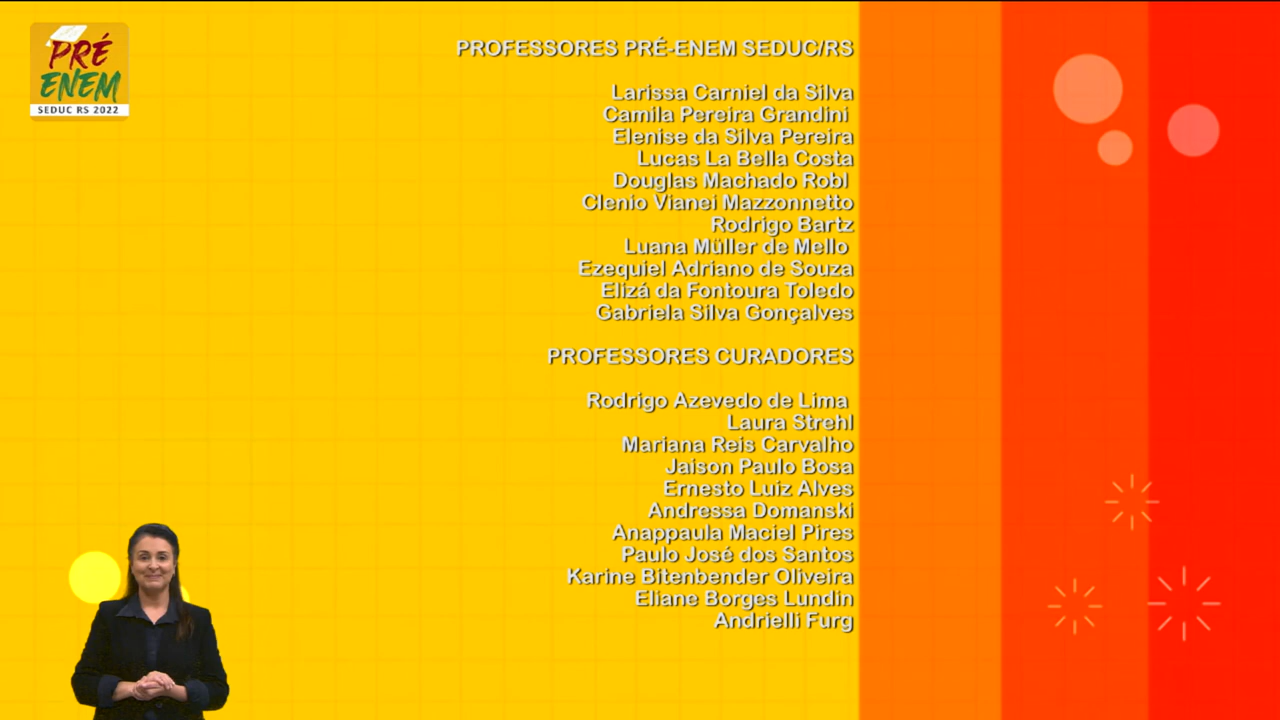 PRÉ
ENEM
SEDUC RS 2022
PROFESSORES PRÉ-ENEM SEDUC/RS
Larissa Carniel da Silva
Camila Pereira Grandini
Elenise da Silva Pereira
Lucas La Bella Costa
Douglas Machado Robl
Clenio Vianei Mazzonnetto
Rodrigo Bartz
Luana Müller de Mello
Ezequiel Adriano de Souza
Elizá da Fontoura Toledo
Gabriela Silva Gonçalves
PROFESSORES CURADORES
Rodrigo Azevedo de Lima
Laura Strehl
Mariana Reis Carvalho
Jaison Paulo Bosa
Ernesto Luiz Alves
Andressa Domanski
Anappaula Maciel Pires
Paulo José dos Santos
Karine Bitenbender Oliveira
Eliane Borges Lundin
Andrielli Furg